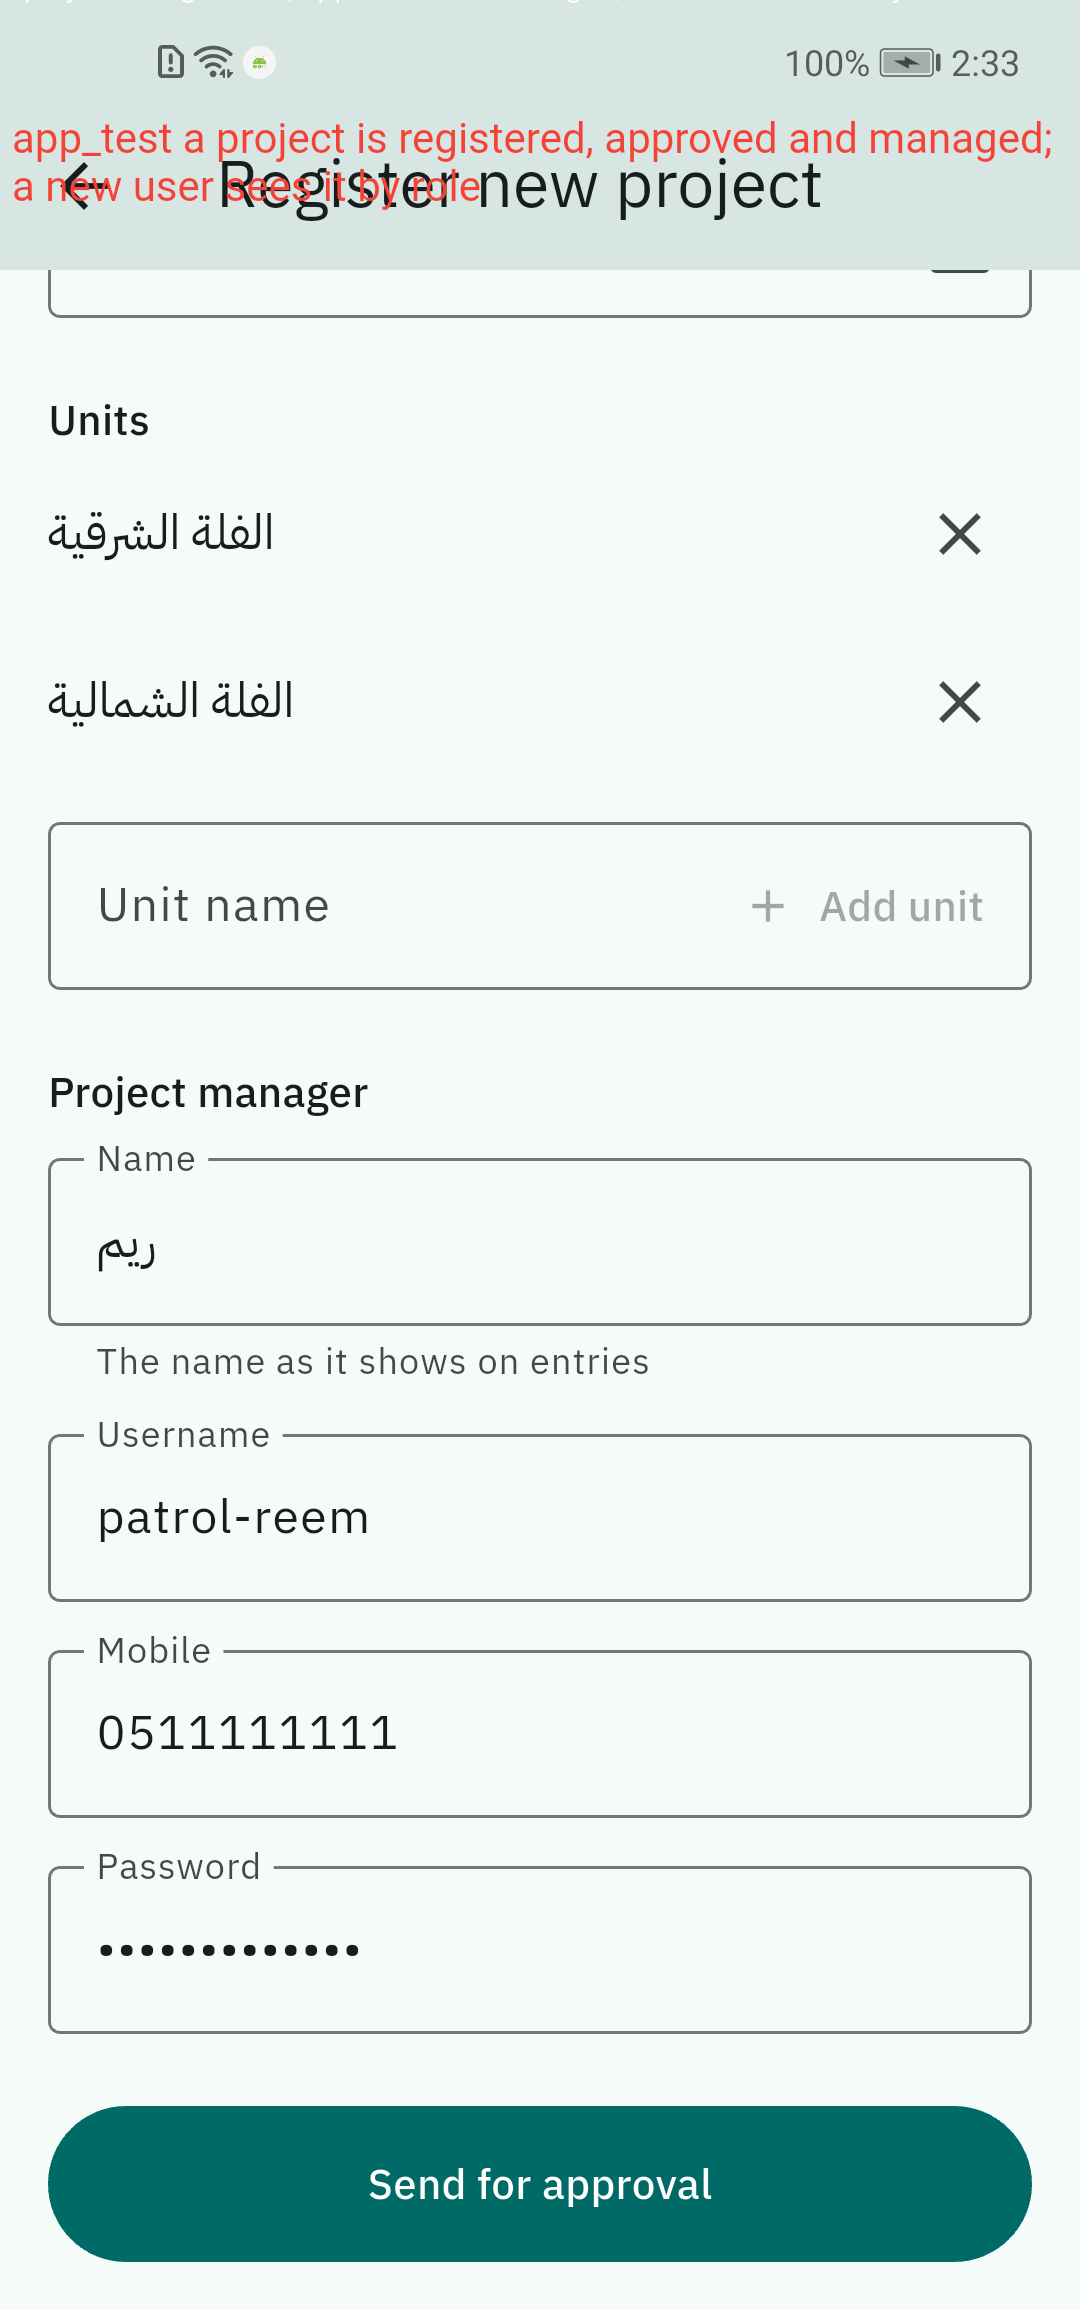 100% 2:33
app_test a project is registered, approved and managed;
a new user sees it by role
Register new project
Units
الفلة الشرقية
الفلة الشمالية
Unit name
+ Add unit
Project manager
Name
ريم
The name as it shows on entries
Username
patrol-reem
Mobile
0511111111
Password
•••••••••••••
Send for approval